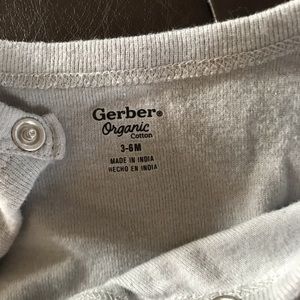 Gerber®
Organic
Cotton
3-6M
MADE IN INDIA
HECHO EN INDIA